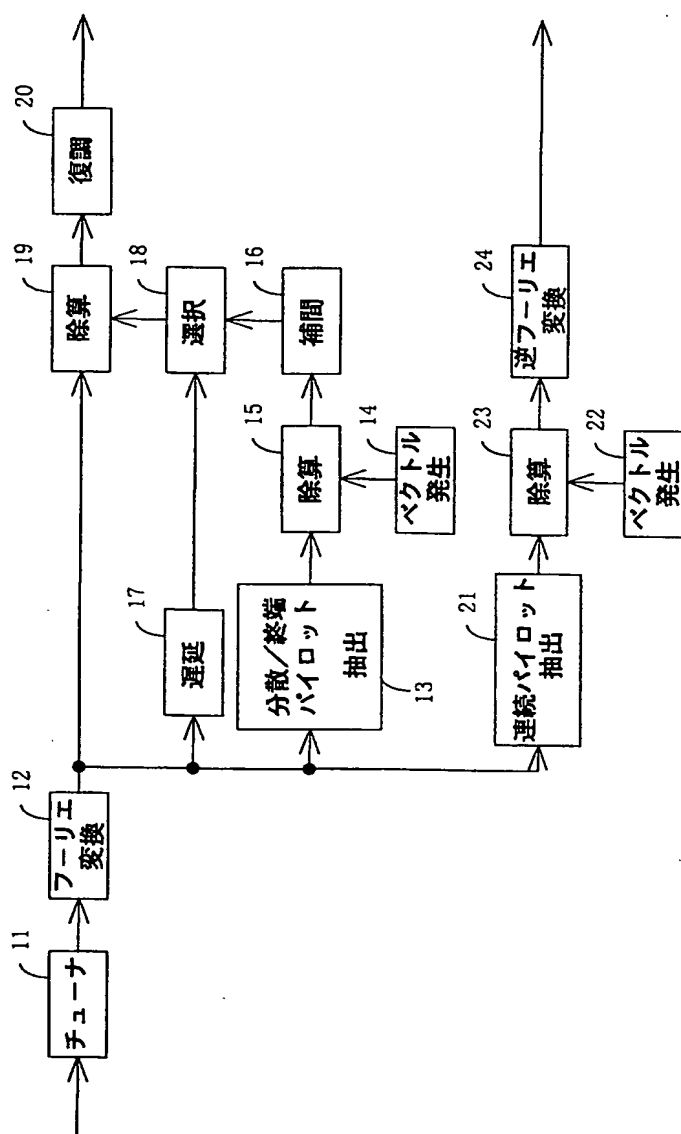 11
チューナ
12
フーリエ
変換
19
除算
20
復調
17
遅延
18
選択
16
補間
13
分散／終端
パイロット
抽出
15
除算
14
ベクトル
発生
21
連続パイロット
抽出
23
除算
22
ベクトル
発生
24
逆フーリエ
変換